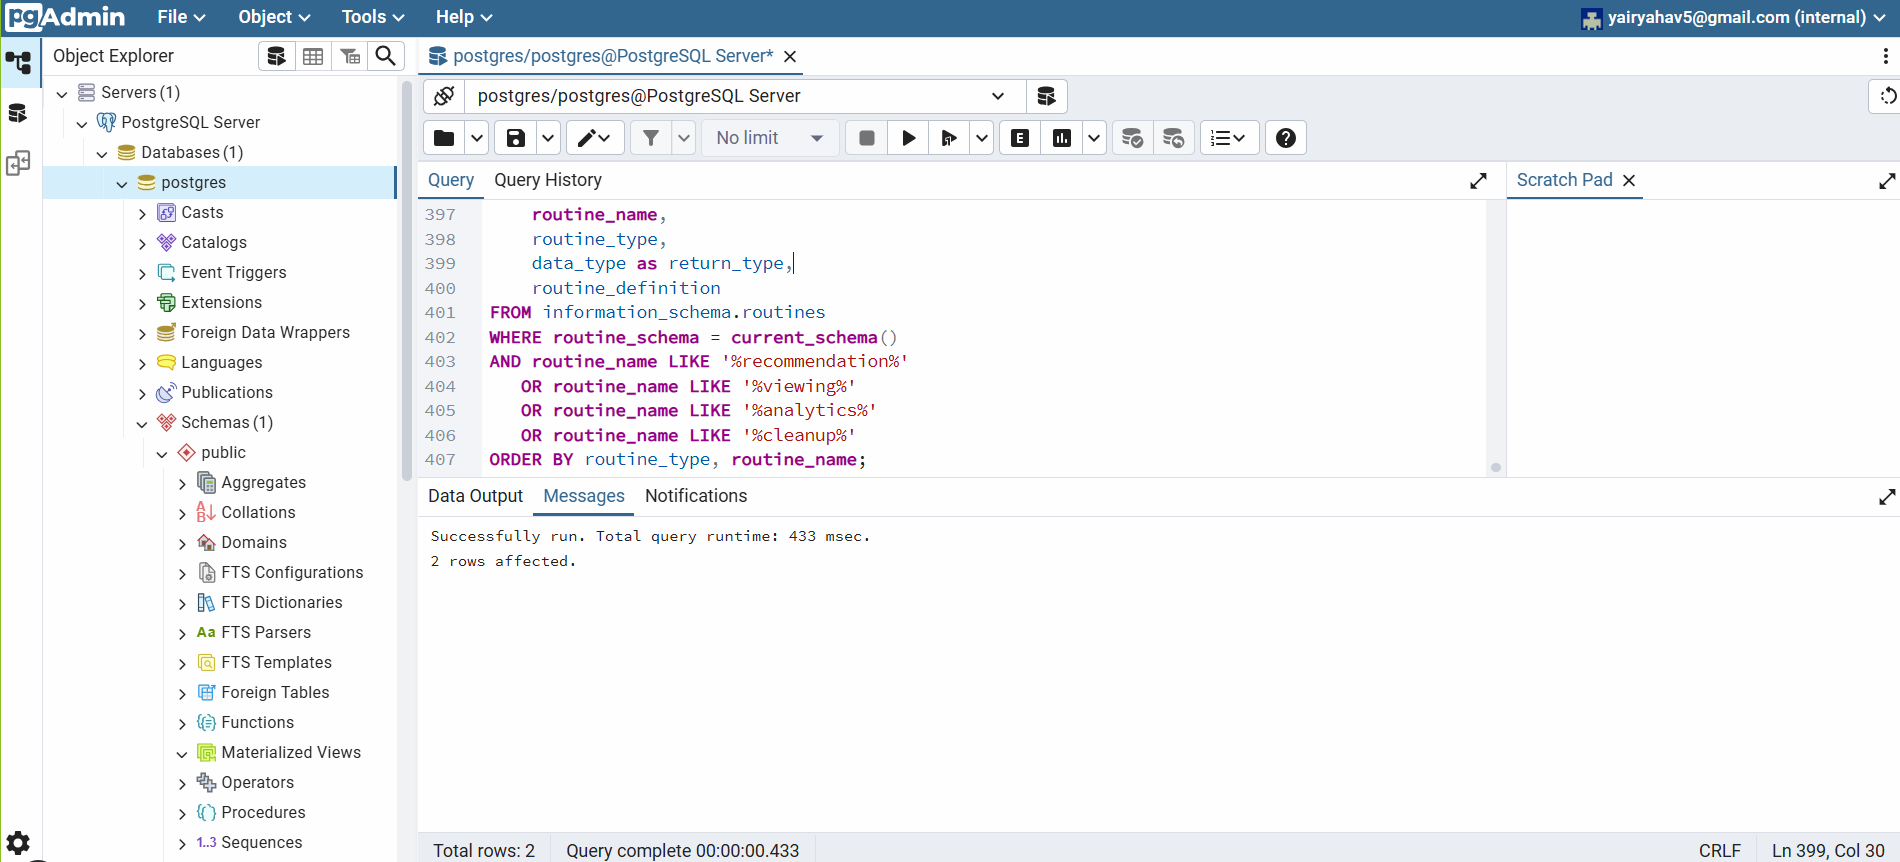 pgAdmin File Object Tools Help yairyahav5@gmail.com (internal)
Object Explorer
postgres/postgres@PostgreSQL Server*
postgres/postgres@PostgreSQL Server
No limit
Servers (1)
PostgreSQL Server
Databases (1)
postgres
Casts
Catalogs
Event Triggers
Extensions
Foreign Data Wrappers
Languages
Publications
Schemas (1)
public
Aggregates
Collations
Domains
FTS Configurations
FTS Dictionaries
Aa FTS Parsers
FTS Templates
Foreign Tables
Functions
Materialized Views
Operators
Procedures
1..3 Sequences
Query Query History
Scratch Pad
397 routine_name,
398 routine_type,
399 data_type as return_type,
400 routine_definition
401 FROM information_schema.routines
402 WHERE routine_schema = current_schema()
403 AND routine_name LIKE '%recommendation%'
404 OR routine_name LIKE '%viewing%'
405 OR routine_name LIKE '%analytics%'
406 OR routine_name LIKE '%cleanup%'
407 ORDER BY routine_type, routine_name;
Data Output Messages Notifications
Successfully run. Total query runtime: 433 msec.
2 rows affected.
Total rows: 2 Query complete 00:00:00.433 CRLF Ln 399, Col 30